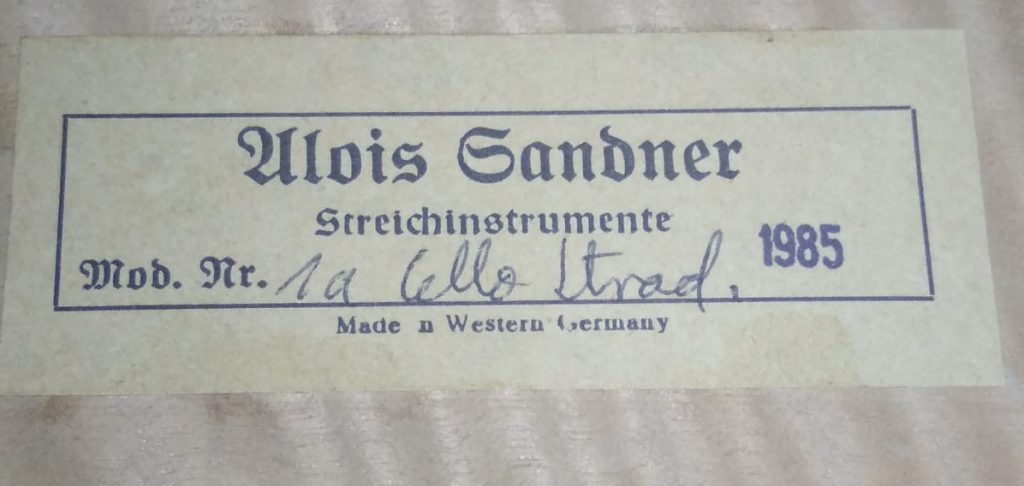 Alois Sandner
Streichinstrumente
Mod. Nr. 1a Cello Strad. 1985
Made n Western Germany